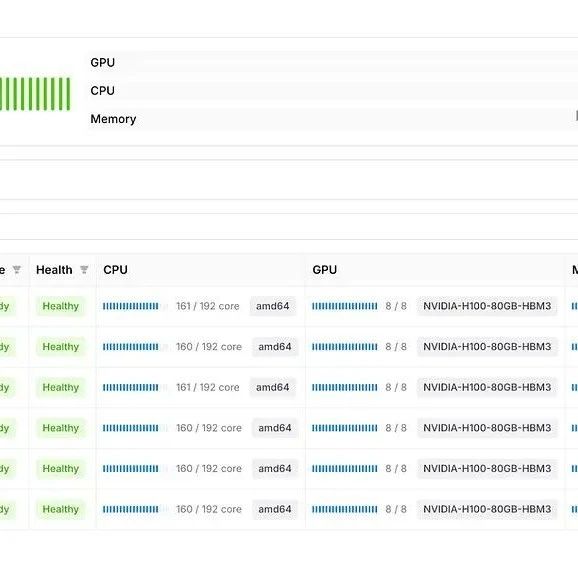 GPU
CPU
Memory
e Health CPU GPU M
dy Healthy 161 / 192 core amd64 8 / 8 NVIDIA-H100-80GB-HBM3
dy Healthy 160 / 192 core amd64 8 / 8 NVIDIA-H100-80GB-HBM3
dy Healthy 161 / 192 core amd64 8 / 8 NVIDIA-H100-80GB-HBM3
dy Healthy 160 / 192 core amd64 8 / 8 NVIDIA-H100-80GB-HBM3
dy Healthy 160 / 192 core amd64 8 / 8 NVIDIA-H100-80GB-HBM3
dy Healthy 160 / 192 core amd64 8 / 8 NVIDIA-H100-80GB-HBM3